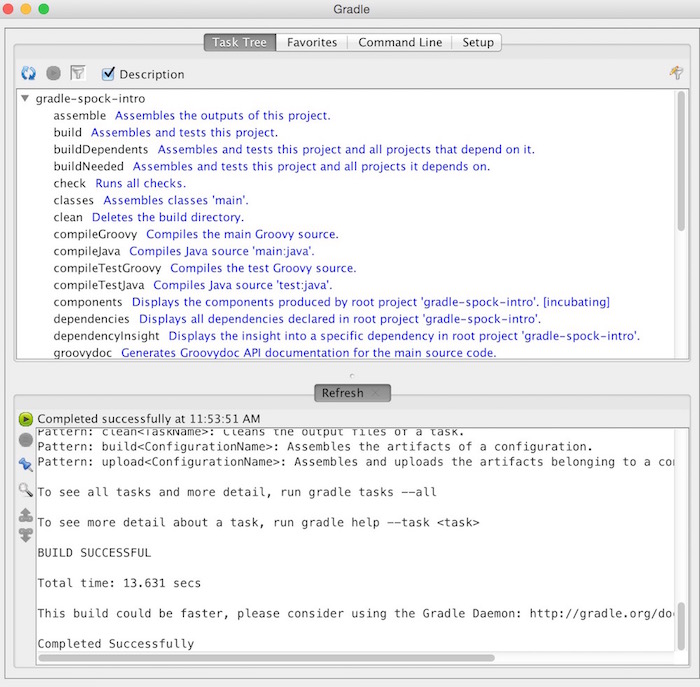 Gradle
Task Tree Favorites Command Line Setup
Description
gradle-spock-intro
assemble Assembles the outputs of this project.
build Assembles and tests this project.
buildDependents Assembles and tests this project and all projects that depend on it.
buildNeeded Assembles and tests this project and all projects it depends on.
check Runs all checks.
classes Assembles classes 'main'.
clean Deletes the build directory.
compileGroovy Compiles the main Groovy source.
compileJava Compiles Java source 'main:java'.
compileTestGroovy Compiles the test Groovy source.
compileTestJava Compiles Java source 'test:java'.
components Displays the components produced by root project 'gradle-spock-intro'. [incubating]
dependencies Displays all dependencies declared in root project 'gradle-spock-intro'.
dependencyInsight Displays the insight into a specific dependency in root project 'gradle-spock-intro'.
groovydoc Generates Groovydoc API documentation for the main source code.
Refresh
Completed successfully at 11:53:51 AM
Pattern: clean<TaskName>: Cleans the output files of a task.
Pattern: build<ConfigurationName>: Assembles the artifacts of a configuration.
Pattern: upload<ConfigurationName>: Assembles and uploads the artifacts belonging to a
To see all tasks and more detail, run gradle tasks --all
To see more detail about a task, run gradle help --task <task>
BUILD SUCCESSFUL
Total time: 13.631 secs
This build could be faster, please consider using the Gradle Daemon: http://gradle.org/do
Completed Successfully